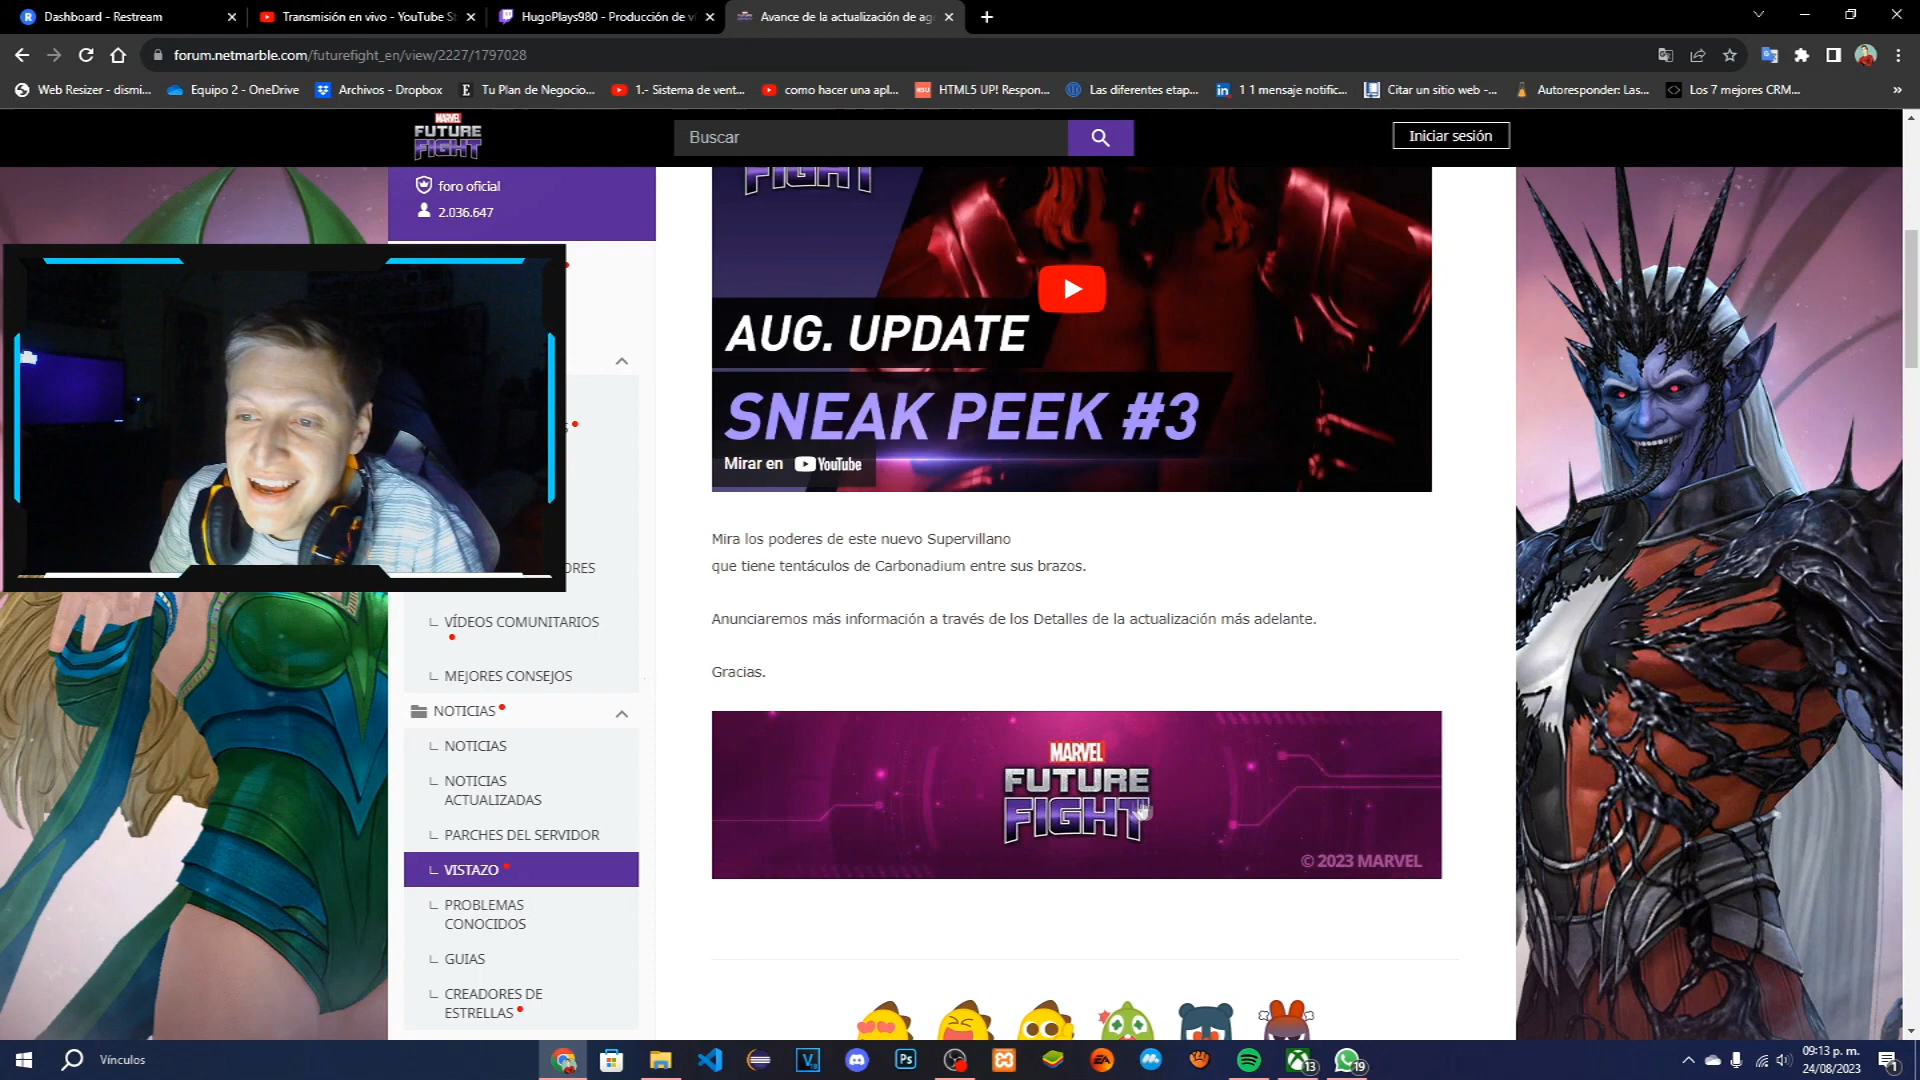 Dashboard - Restream
Transmisión en vivo - YouTube St
HugoPlays980 - Producción de vi
Avance de la actualización de ag
forum.netmarble.com/futurefight_en/view/2227/1797028
Web Resizer - dismi...
Equipo 2 - OneDrive
Archivos - Dropbox
Tu Plan de Negocio...
1.- Sistema de vent...
como hacer una apl...
HTML5 UP! Respon...
Las diferentes etap...
1 1 mensaje notific...
Citar un sitio web -...
Autoresponder: Las...
Los 7 mejores CRM...
MARVEL
FUTURE
FIGHT
Buscar
Iniciar sesión
foro oficial
2.036.647
FIGHT
AUG. UPDATE
SNEAK PEEK #3
Mirar en YouTube
Mira los poderes de este nuevo Supervillano
que tiene tentáculos de Carbonadium entre sus brazos.
Anunciaremos más información a través de los Detalles de la actualización más adelante.
Gracias.
MARVEL
FUTURE
FIGHT
© 2023 MARVEL
ORES
VÍDEOS COMUNITARIOS
MEJORES CONSEJOS
NOTICIAS
NOTICIAS
NOTICIAS
ACTUALIZADAS
PARCHES DEL SERVIDOR
VISTAZO
PROBLEMAS
CONOCIDOS
GUIAS
CREADORES DE
ESTRELLAS
Vínculos
13
19
09:13 p. m.
24/08/2023
1